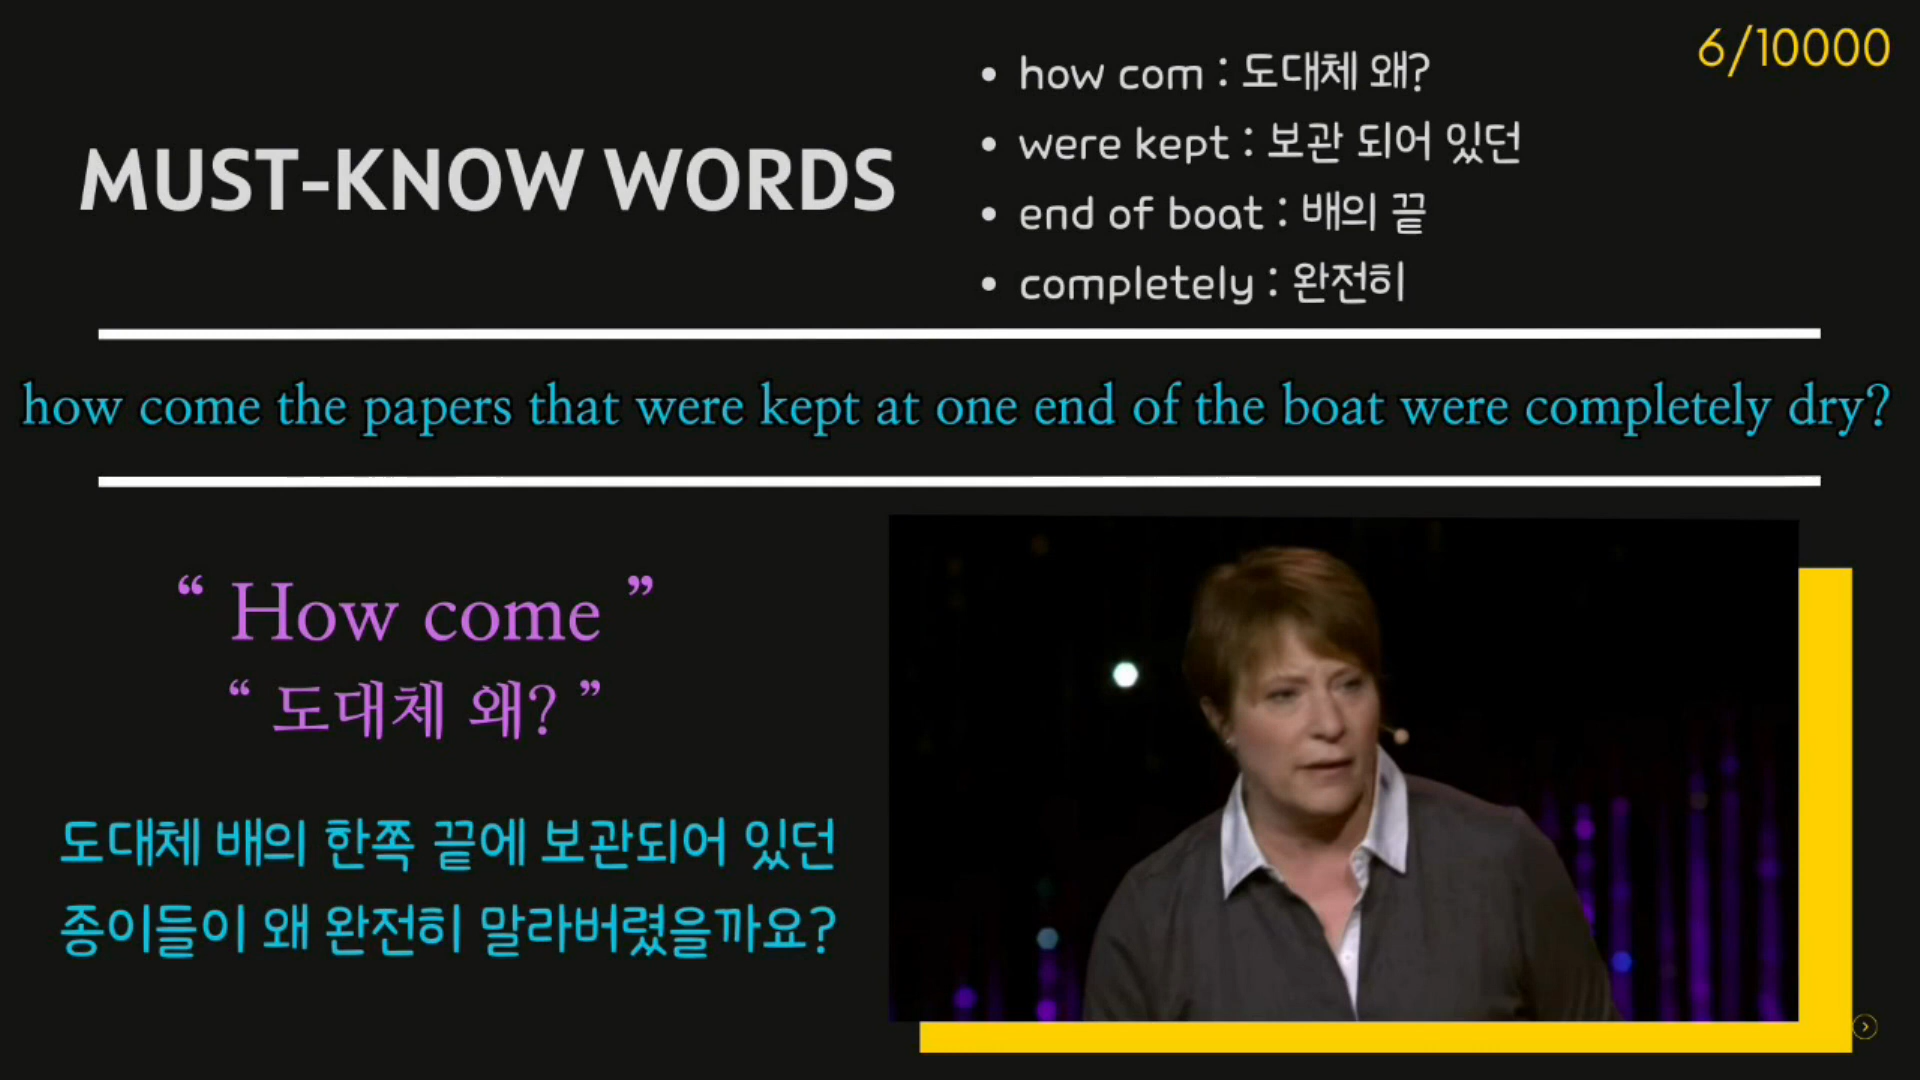 6/10000
MUST-KNOW WORDS
• how com : 도대체 왜?
• were kept : 보관 되어 있던
• end of boat : 배의 끝
• completely : 완전히
how come the papers that were kept at one end of the boat were completely dry?
“ How come ”
“ 도대체 왜? ”
도대체 배의 한쪽 끝에 보관되어 있던
종이들이 왜 완전히 말라버렸을까요?